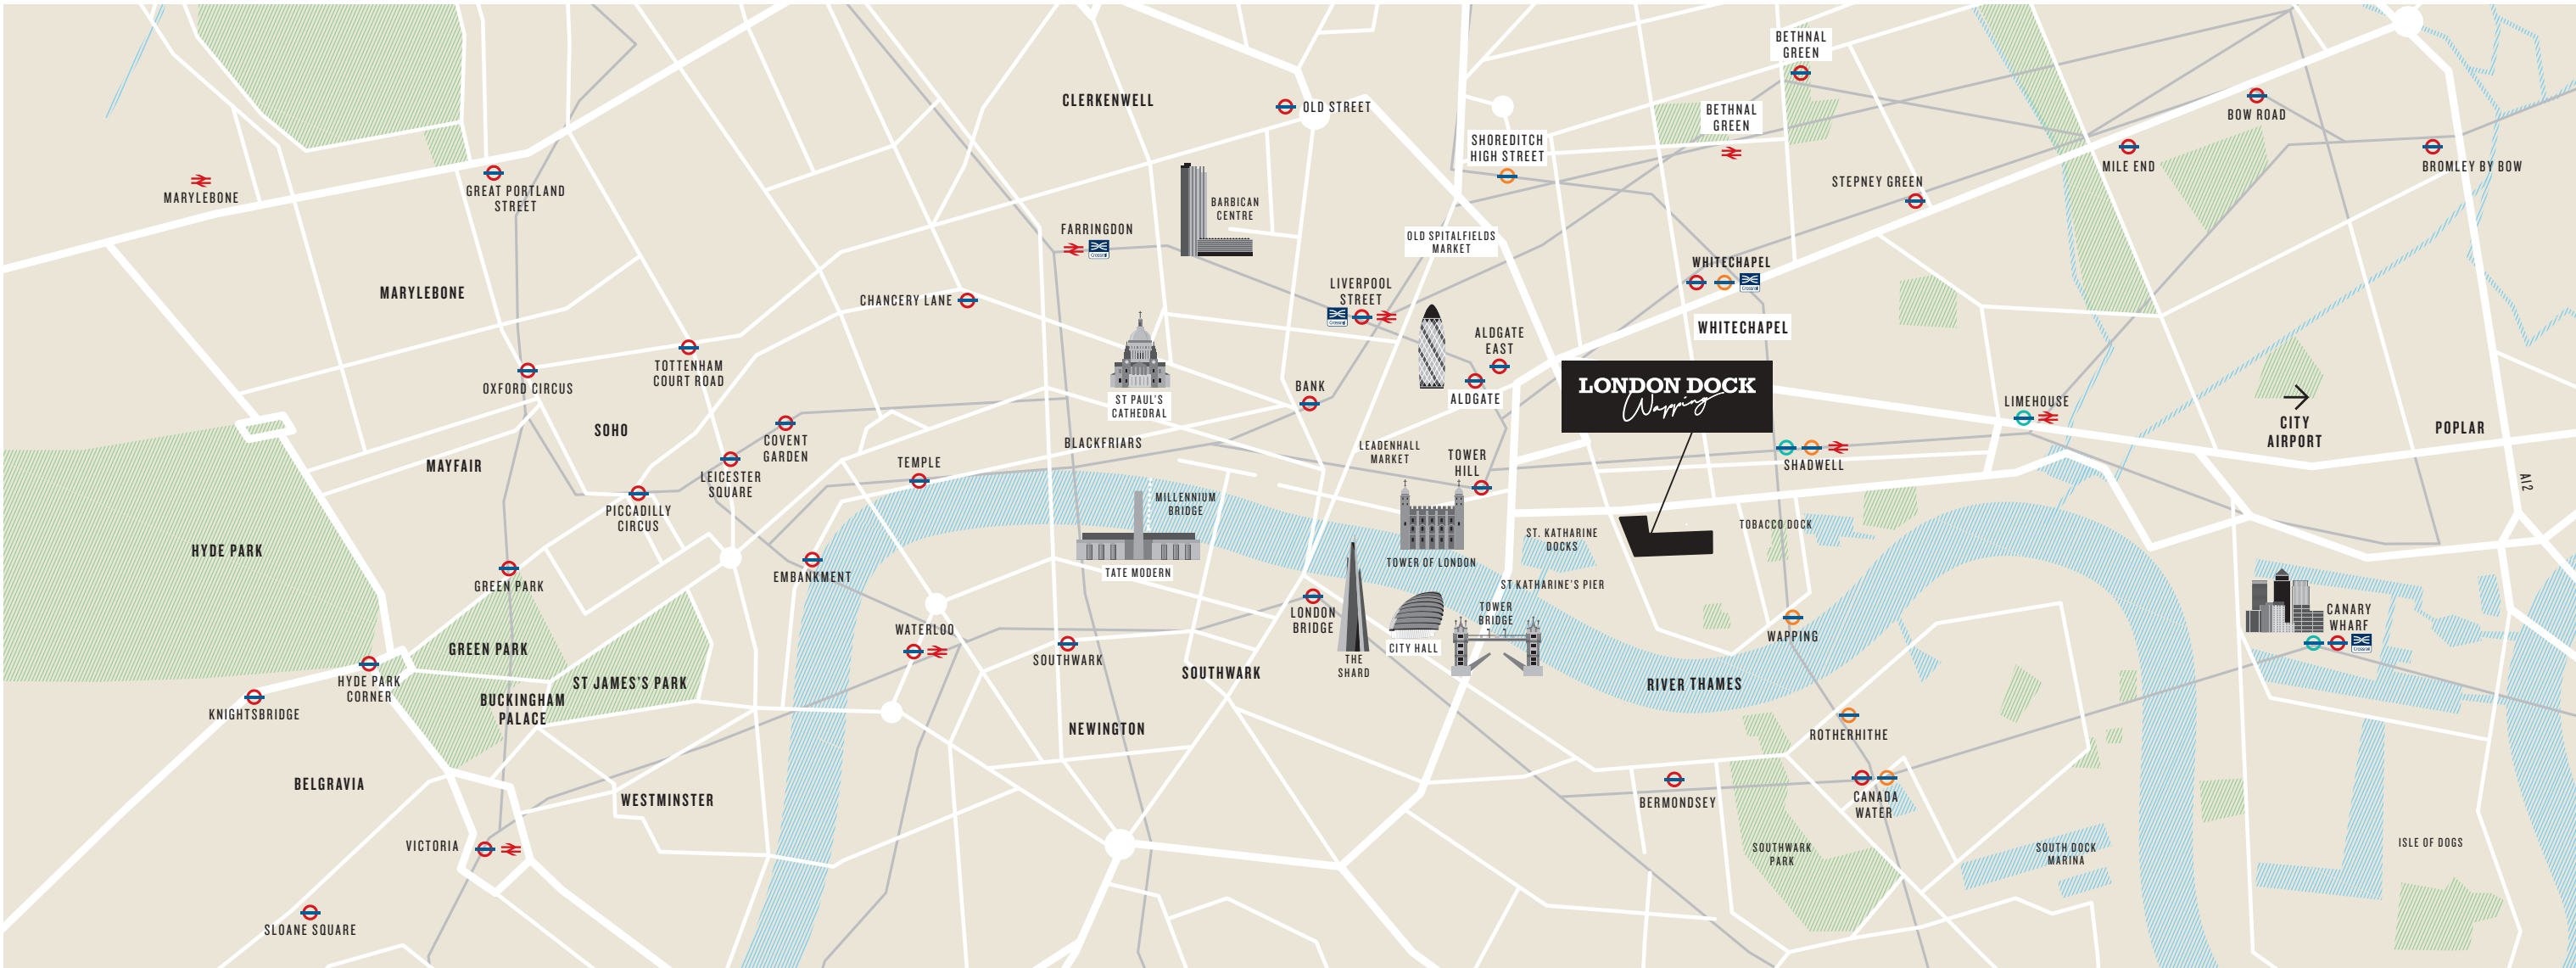 BETHNAL
GREEN
CLERKENWELL
OLD STREET
BETHNAL
GREEN
BOW ROAD
SHOREDITCH
HIGH STREET
MILE END
BROMLEY BY BOW
MARYLEBONE
GREAT PORTLAND
STREET
STEPNEY GREEN
BARBICAN
CENTRE
FARRINGDON
Crossrail
OLD SPITALFIELDS
MARKET
WHITECHAPEL
Crossrail
MARYLEBONE
CHANCERY LANE
LIVERPOOL
STREET
Crossrail
WHITECHAPEL
ALDGATE
EAST
OXFORD CIRCUS
TOTTENHAM
COURT ROAD
ST PAUL'S
CATHEDRAL
BANK
ALDGATE
LONDON DOCK
Wapping
LIMEHOUSE
CITY
AIRPORT
POPLAR
SOHO
COVENT
GARDEN
BLACKFRIARS
LEADENHALL
MARKET
MAYFAIR
LEICESTER
SQUARE
TEMPLE
TOWER
HILL
SHADWELL
A12
PICCADILLY
CIRCUS
MILLENNIUM
BRIDGE
TOBACCO DOCK
HYDE PARK
ST. KATHARINE
DOCKS
TOWER OF LONDON
GREEN PARK
EMBANKMENT
TATE MODERN
ST KATHARINE'S PIER
LONDON
BRIDGE
TOWER
BRIDGE
CANARY
WHARF
Crossrail
WATERLOO
WAPPING
GREEN PARK
SOUTHWARK
CITY HALL
THE
SHARD
SOUTHWARK
HYDE PARK
CORNER
ST JAMES'S PARK
RIVER THAMES
BUCKINGHAM
PALACE
KNIGHTSBRIDGE
NEWINGTON
ROTHERHITHE
BELGRAVIA
WESTMINSTER
BERMONDSEY
CANADA
WATER
VICTORIA
SOUTHWARK
PARK
SOUTH DOCK
MARINA
ISLE OF DOGS
SLOANE SQUARE